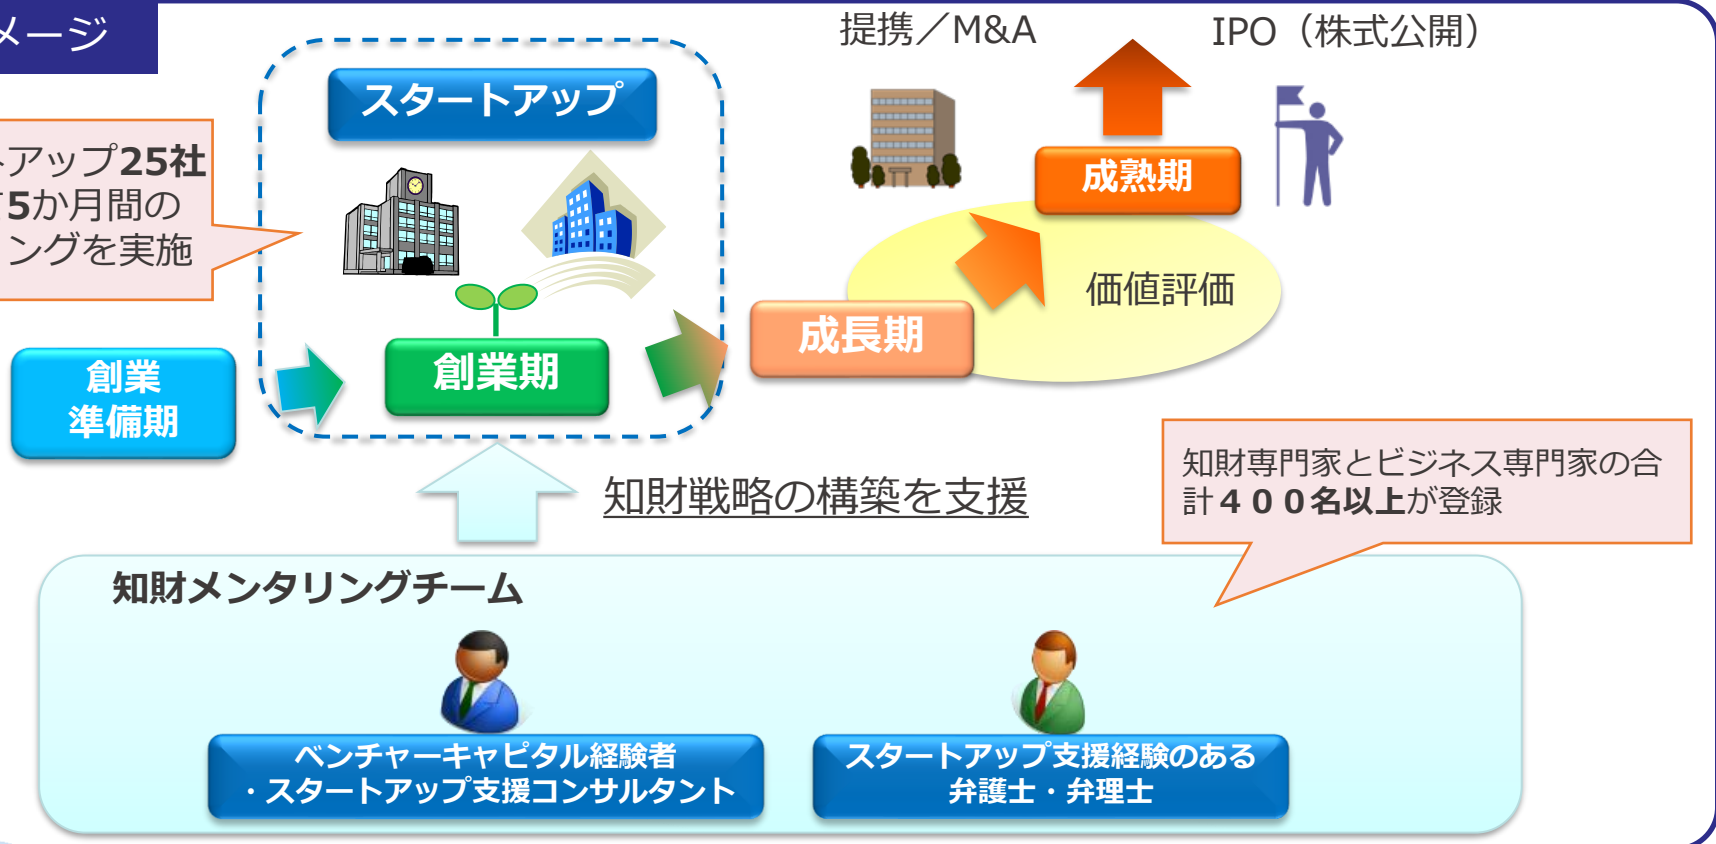 メージ
提携／M&A
IPO（株式公開）
スタートアップ
トアップ25社
5か月間の
ングを実施
成熟期
価値評価
成長期
創業
準備期
創業期
知財戦略の構築を支援
知財専門家とビジネス専門家の合
計４００名以上が登録
知財メンタリングチーム
ベンチャーキャピタル経験者
・スタートアップ支援コンサルタント
スタートアップ支援経験のある
弁護士・弁理士